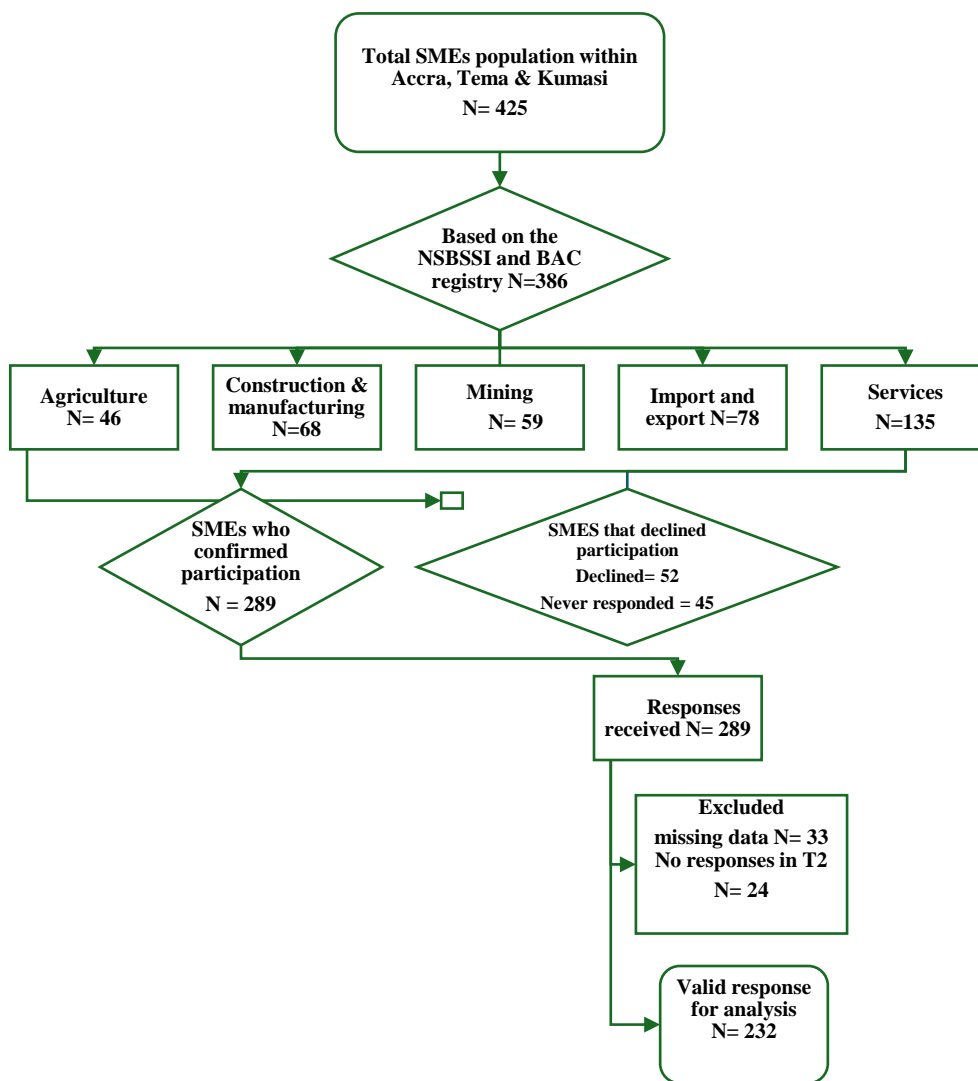 Total SMEs population within
Accra, Tema & Kumasi
N= 425
Based on the
NSBSSI and BAC
registry N=386
Agriculture
N= 46
Construction &
manufacturing
N=68
Mining
N= 59
Import and
export N=78
Services
N=135
SMEs who
confirmed
participation
N = 289
SMES that declined
participation
Declined= 52
Never responded = 45
Responses
received N= 289
Excluded
missing data N= 33
No responses in T2
N= 24
Valid response
for analysis
N= 232